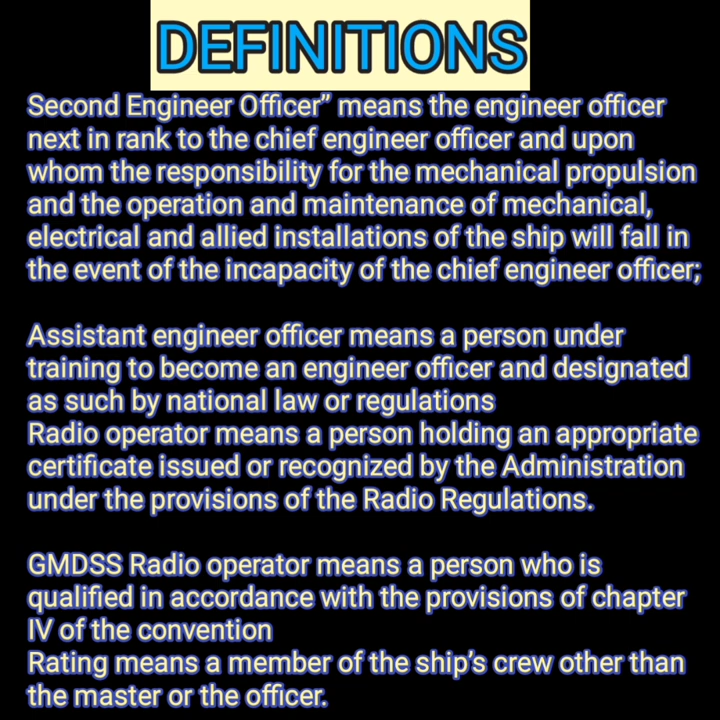 DEFINITIONS
Second Engineer Officer” means the engineer officer
next in rank to the chief engineer officer and upon
whom the responsibility for the mechanical propulsion
and the operation and maintenance of mechanical,
electrical and allied installations of the ship will fall in
the event of the incapacity of the chief engineer officer;
Assistant engineer officer means a person under
training to become an engineer officer and designated
as such by national law or regulations
Radio operator means a person holding an appropriate
certificate issued or recognized by the Administration
under the provisions of the Radio Regulations.
GMDSS Radio operator means a person who is
qualified in accordance with the provisions of chapter
IV of the convention
Rating means a member of the ship’s crew other than
the master or the officer.